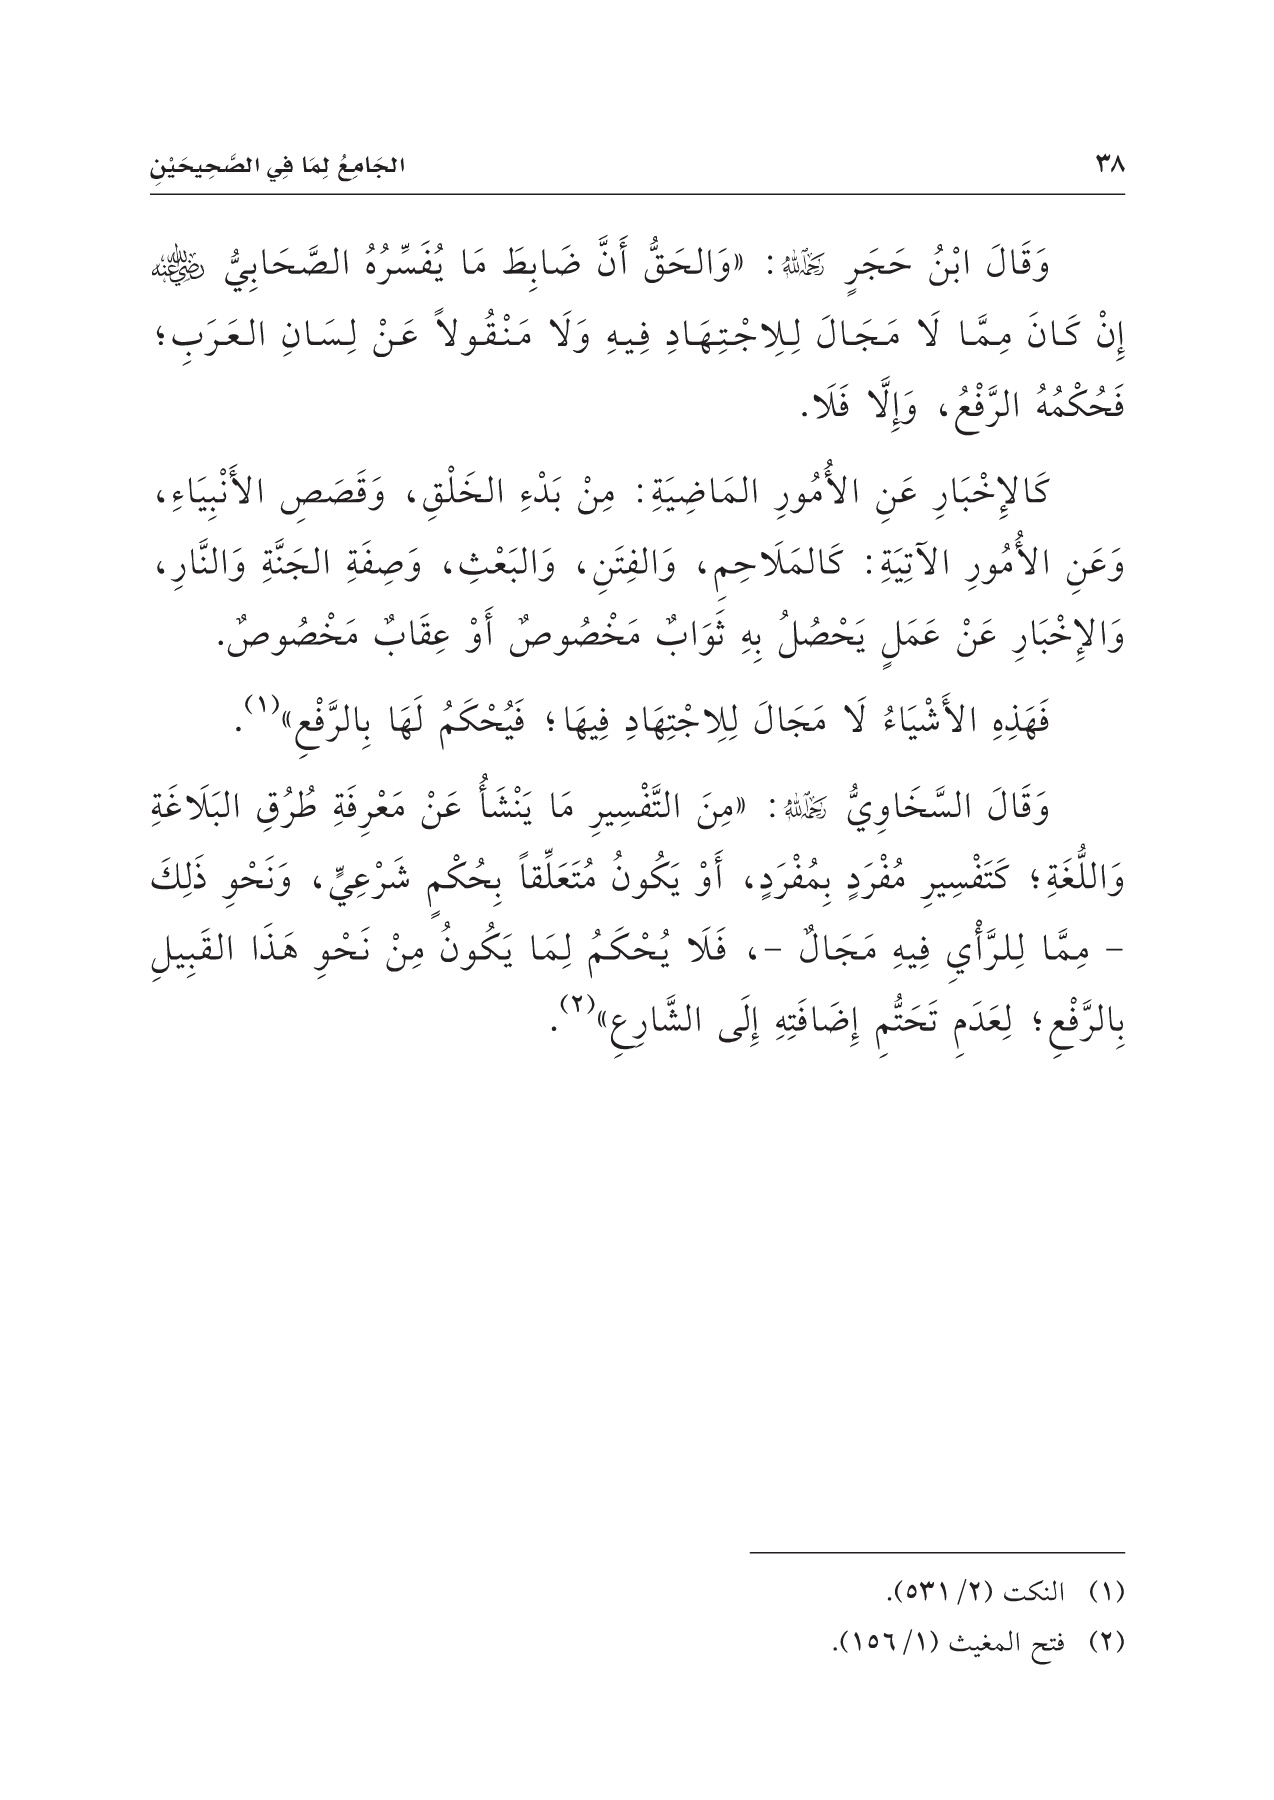 ٣٨
الجَامِعُ لِمَا فِي الصَّحِيحَيْنِ
وَقَالَ ابْنُ حَجَرٍ رَحِمَهُ اللهُ: «وَالحَقُّ أَنَّ ضَابِطَ مَا يُفَسِّرُهُ الصَّحَابِيُّ رَضِيَ اللهُ عَنْهُ
إِنْ كَانَ مِمَّا لَا مَجَالَ لِلِاجْتِهَادِ فِيهِ وَلَا مَنْقُولاً عَنْ لِسَانِ العَرَبِ؛
فَحُكْمُهُ الرَّفْعُ، وَإِلَّا فَلَا.
كَالإِخْبَارِ عَنِ الأُمُورِ المَاضِيَةِ: مِنْ بَدْءِ الخَلْقِ، وَقَصَصِ الأَنْبِيَاءِ،
وَعَنِ الأُمُورِ الآتِيَةِ: كَالمَلَاحِمِ، وَالفِتَنِ، وَالبَعْثِ، وَصِفَةِ الجَنَّةِ وَالنَّارِ،
وَالإِخْبَارِ عَنْ عَمَلٍ يَحْصُلُ بِهِ ثَوَابٌ مَخْصُوصٌ أَوْ عِقَابٌ مَخْصُوصٌ.
فَهَذِهِ الأَشْيَاءُ لَا مَجَالَ لِلِاجْتِهَادِ فِيهَا؛ فَيُحْكَمُ لَهَا بِالرَّفْعِ»(١).
وَقَالَ السَّخَاوِيُّ رَحِمَهُ اللهُ: «مِنَ التَّفْسِيرِ مَا يَنْشَأُ عَنْ مَعْرِفَةِ طُرُقِ البَلَاغَةِ
وَاللُّغَةِ؛ كَتَفْسِيرِ مُفْرَدٍ بِمُفْرَدٍ، أَوْ يَكُونُ مُتَعَلِّقاً بِحُكْمٍ شَرْعِيٍّ، وَنَحْوِ ذَلِكَ
- مِمَّا لِلرَّأْيِ فِيهِ مَجَالٌ -، فَلَا يُحْكَمُ لِمَا يَكُونُ مِنْ نَحْوِ هَذَا القَبِيلِ
بِالرَّفْعِ؛ لِعَدَمِ تَحَتُّمِ إِضَافَتِهِ إِلَى الشَّارِعِ»(٢).
(١) النكت (٢/ ٥٣١).
(٢) فتح المغيث (١/ ١٥٦).